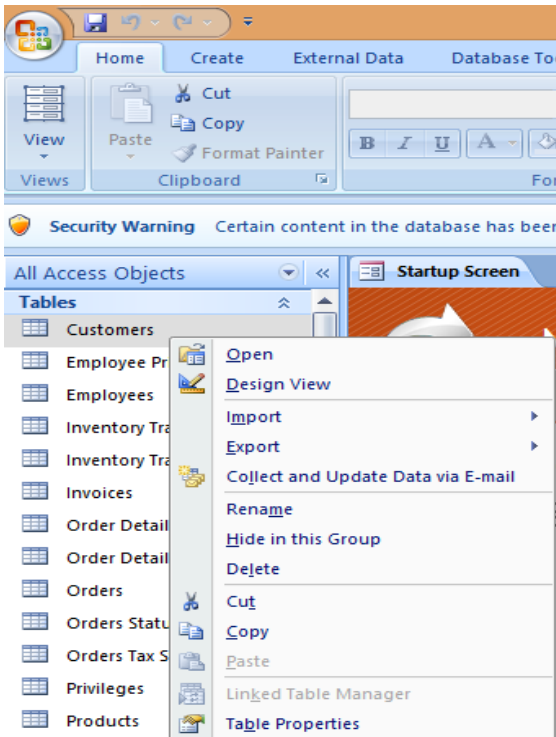 Home Create External Data Database To
Cut
Copy
Format Painter
View
Paste
B I U A
Views Clipboard Fo
Security Warning Certain content in the database has bee
All Access Objects
Startup Screen
Tables
Customers
Employee Pr
Employees
Inventory Tra
Inventory Tra
Invoices
Order Detail
Order Detail
Orders
Orders Statu
Orders Tax S
Privileges
Products
Open
Design View
Import
Export
Collect and Update Data via E-mail
Rename
Hide in this Group
Delete
Cut
Copy
Paste
Linked Table Manager
Table Properties